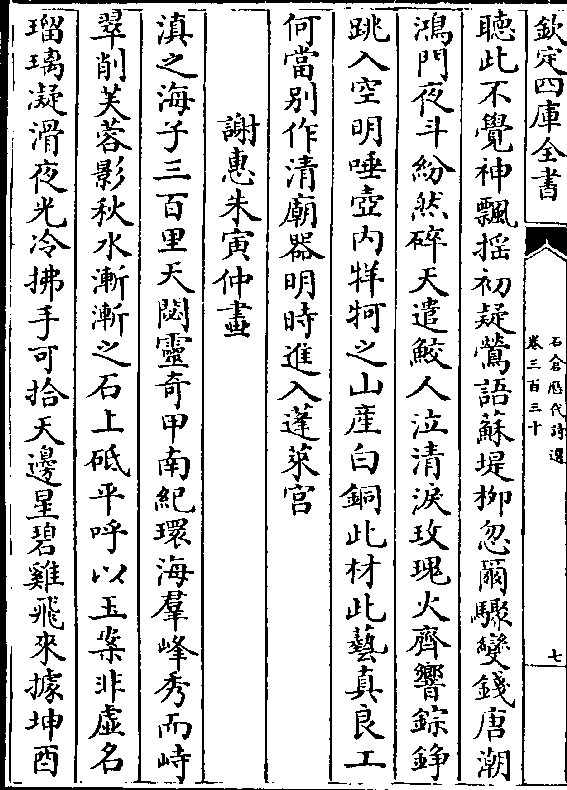 欽定四庫全書
石倉歷代詩選
卷三百三十
七
聽此不覺神飄揺初疑鶯語蘇堤柳忽爾驟變錢唐潮
鴻門夜斗紛然碎天遣鮫人泣清淚玫瑰火齊響錝錚
跳入空明唾壺内牂牁之山産白銅此材此藝真良工
何當别作清廟器明時進入蓬萊宫
謝惠朱寅仲畫
滇之海子三百里天閟靈奇甲南紀環海羣峰秀而峙
翠削芙蓉影秋水漸漸之石上砥平呼以玉案非虛名
瑠璃凝滑夜光冷拂手可拾天邊星碧雞飛來據坤酉